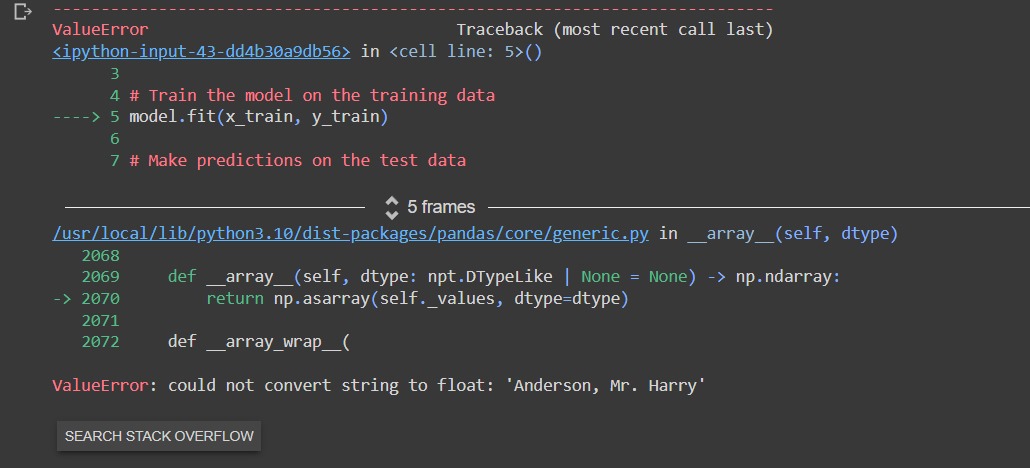 --------------------------------------------------------------------------- 
ValueError                                Traceback (most recent call last)
<ipython-input-43-dd4b30a9db56> in <cell line: 5>()
      3 
      4 # Train the model on the training data
----> 5 model.fit(x_train, y_train)
      6 
      7 # Make predictions on the test data
5 frames
/usr/local/lib/python3.10/dist-packages/pandas/core/generic.py in __array__(self, dtype)
   2068 
   2069     def __array__(self, dtype: npt.DTypeLike | None = None) -> np.ndarray:
-> 2070         return np.asarray(self._values, dtype=dtype)
   2071 
   2072     def __array_wrap__(
ValueError: could not convert string to float: 'Anderson, Mr. Harry'
SEARCH STACK OVERFLOW